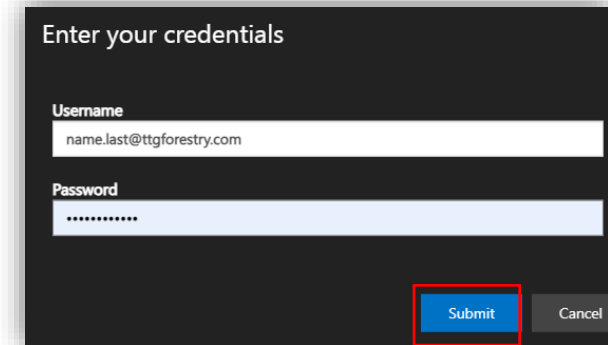 Enter your credentials
Username
name.last@ttgforestry.com
Password
••••••••••••
Submit Cancel